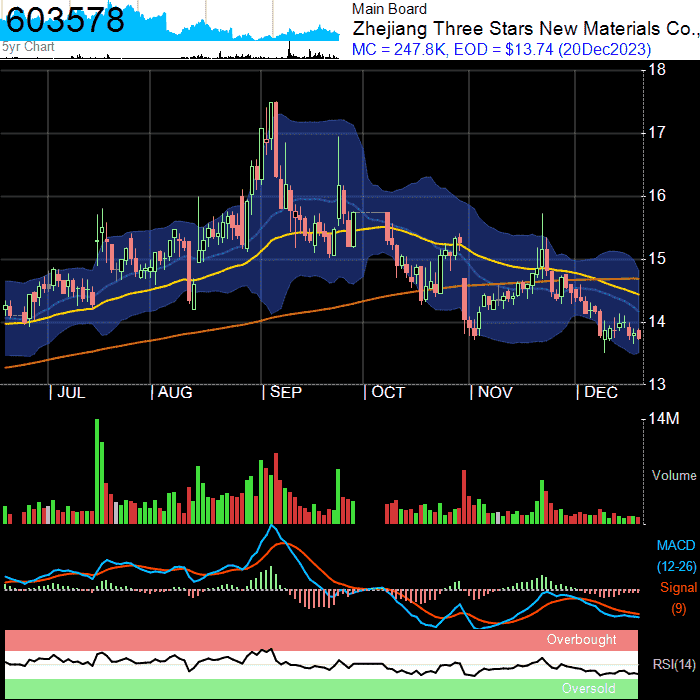 603578
5yr Chart
Main Board
Zhejiang Three Stars New Materials Co.,
MC = 247.8K, EOD = $13.74 (20Dec2023)
18
17
16
15
14
13
| JUL | AUG | SEP | OCT | NOV | DEC
14M
Volume
MACD
(12-26)
Signal
(9)
Overbought
RSI(14)
Oversold